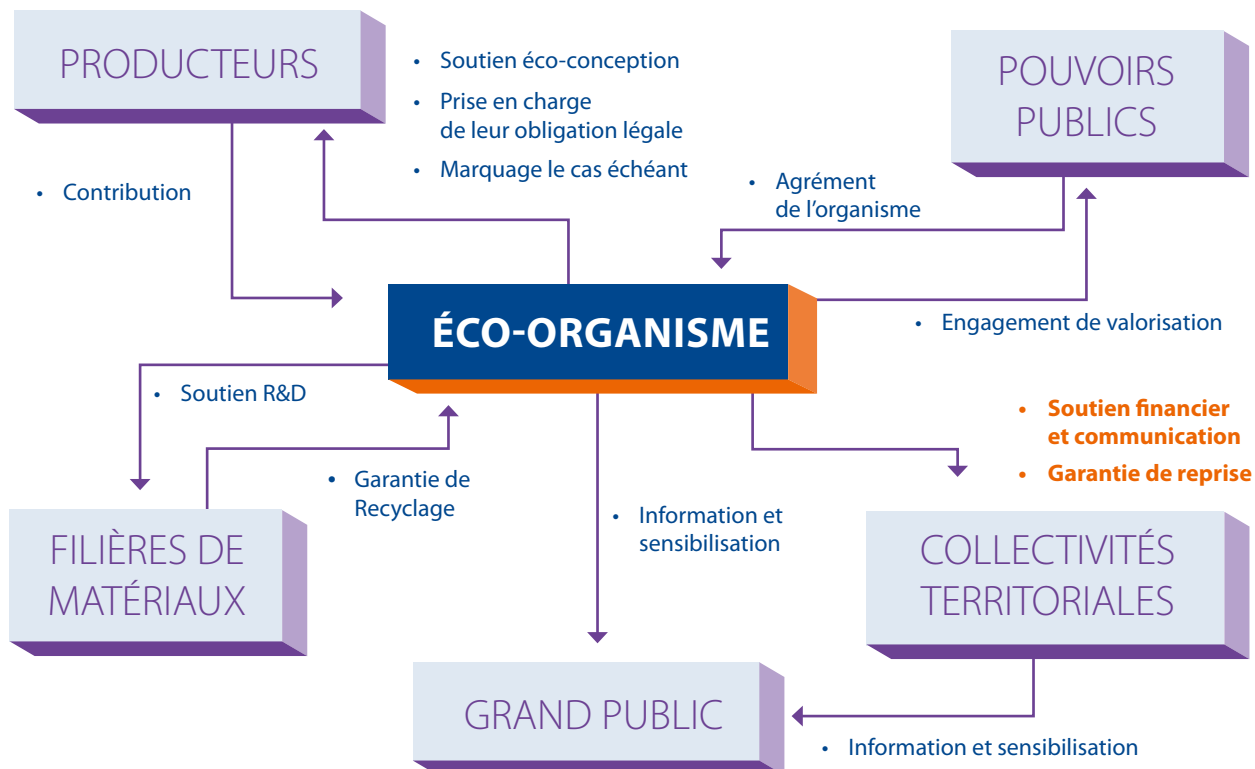 PRODUCTEURS
• Soutien éco-conception
• Prise en charge
de leur obligation légale
• Marquage le cas échéant
POUVOIRS
PUBLICS
• Contribution
• Agrément
de l'organisme
ÉCO-ORGANISME
• Engagement de valorisation
• Soutien R&D
• Soutien financier
et communication
• Garantie de reprise
• Garantie de
Recyclage
• Information et
sensibilisation
FILIÈRES DE
MATÉRIAUX
COLLECTIVITÉS
TERRITORIALES
GRAND PUBLIC
• Information et sensibilisation